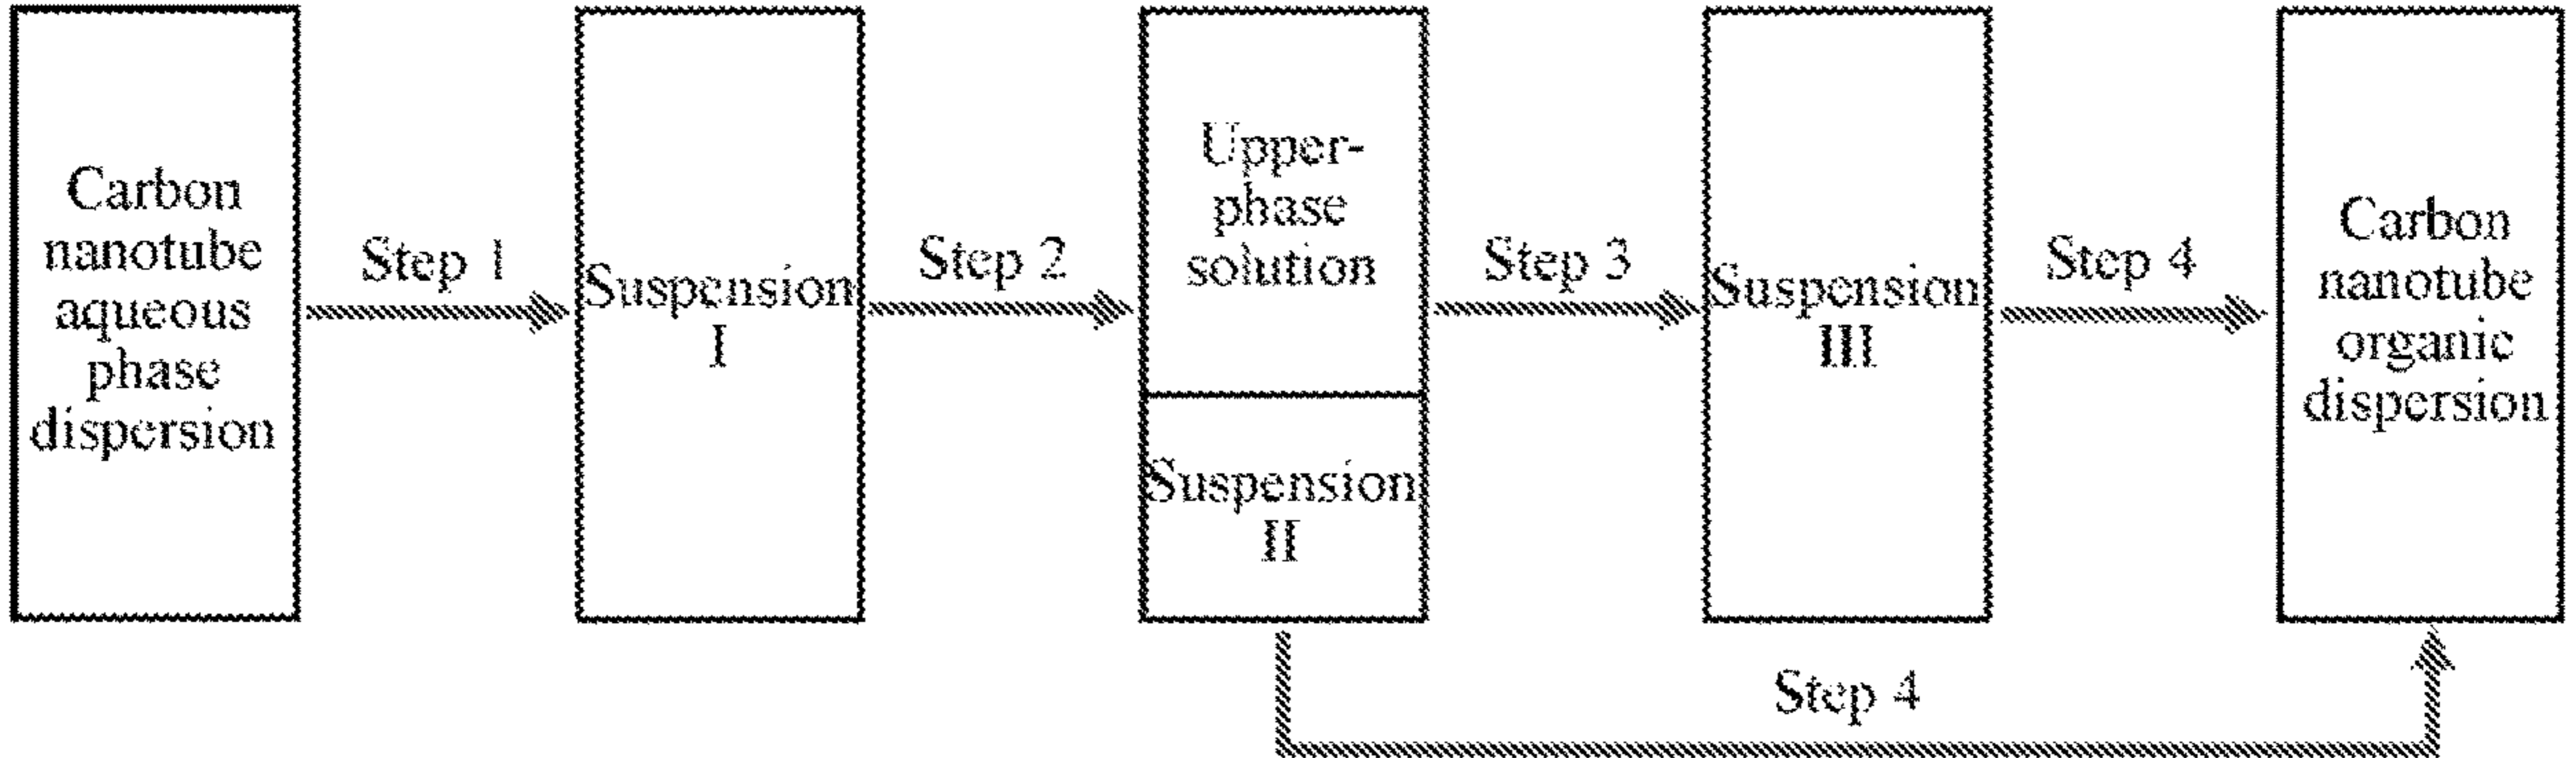 Carbon
nanotube
aqueous
phase
dispersion
Step 1
Suspension
I
Step 2
Upper-
phase
solution
Suspension
II
Step 3
Suspension
III
Step 4
Carbon
nanotube
organic
dispersion
Step 4